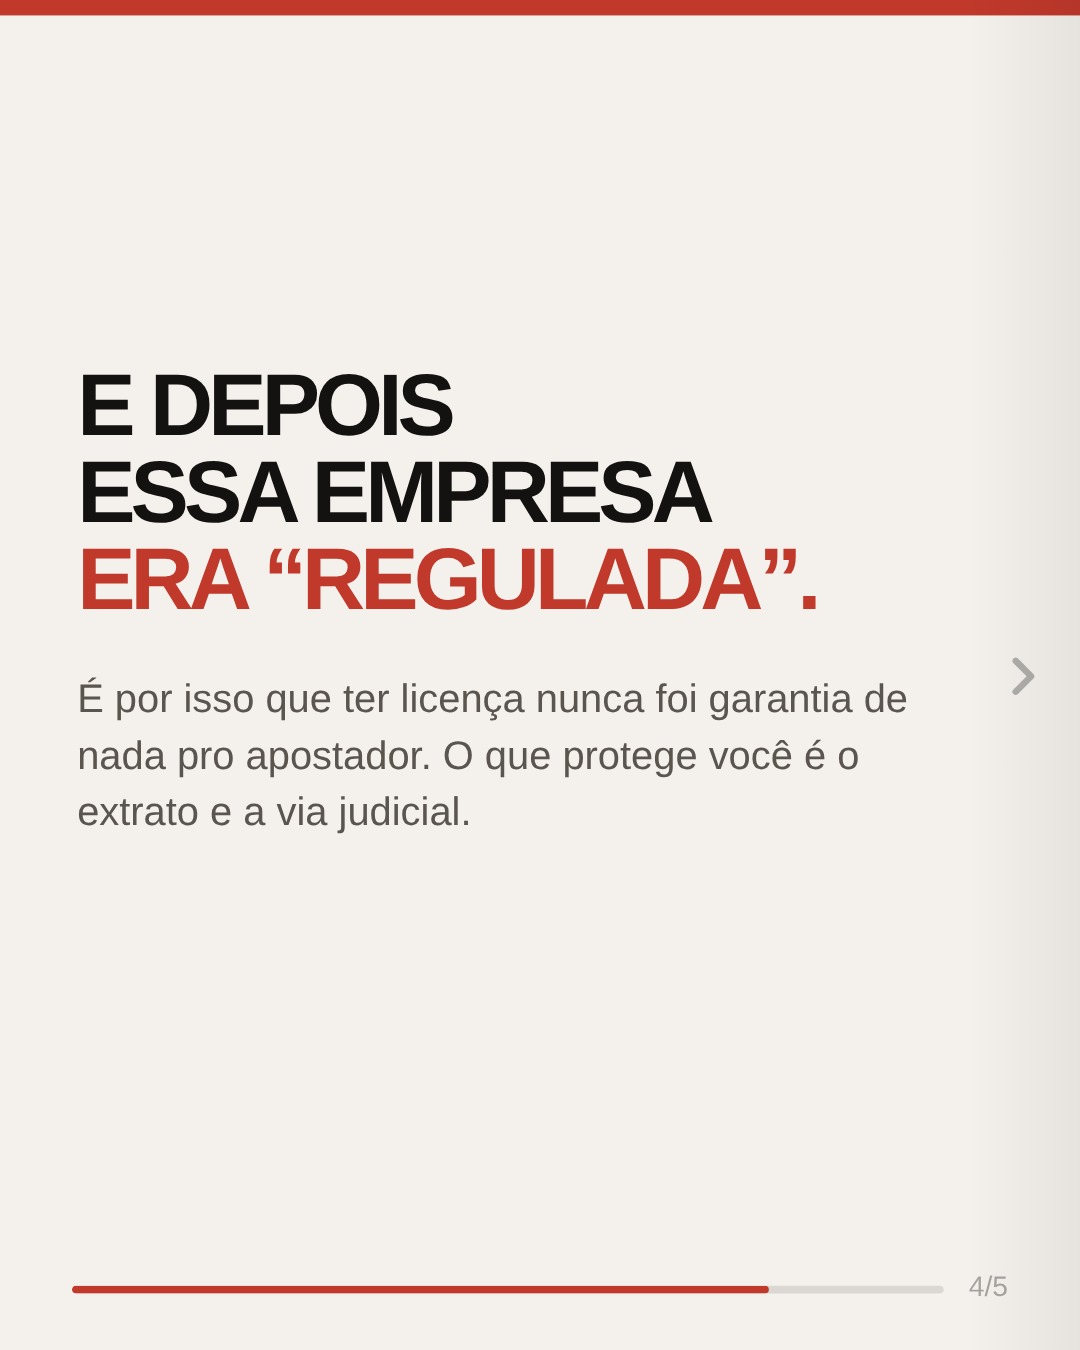 E DEPOIS
ESSA EMPRESA
ERA “REGULADA”.
É por isso que ter licença nunca foi garantia de
nada pro apostador. O que protege você é o
extrato e a via judicial.
4/5